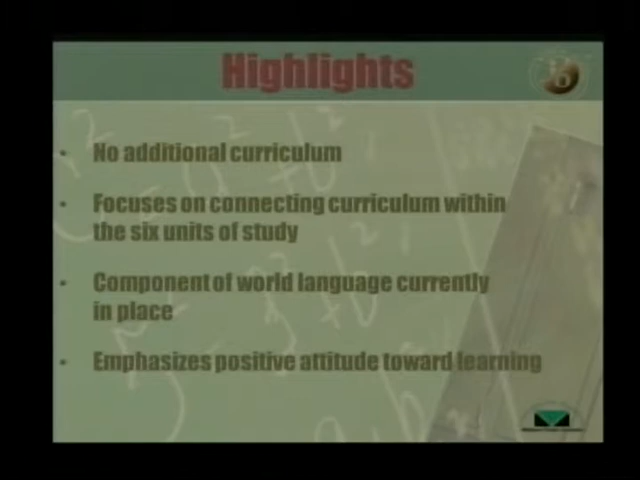 Highlights
• No additional curriculum
• Focuses on connecting curriculum within
the six units of study
• Component of world language currently
in place
• Emphasizes positive attitude toward learning